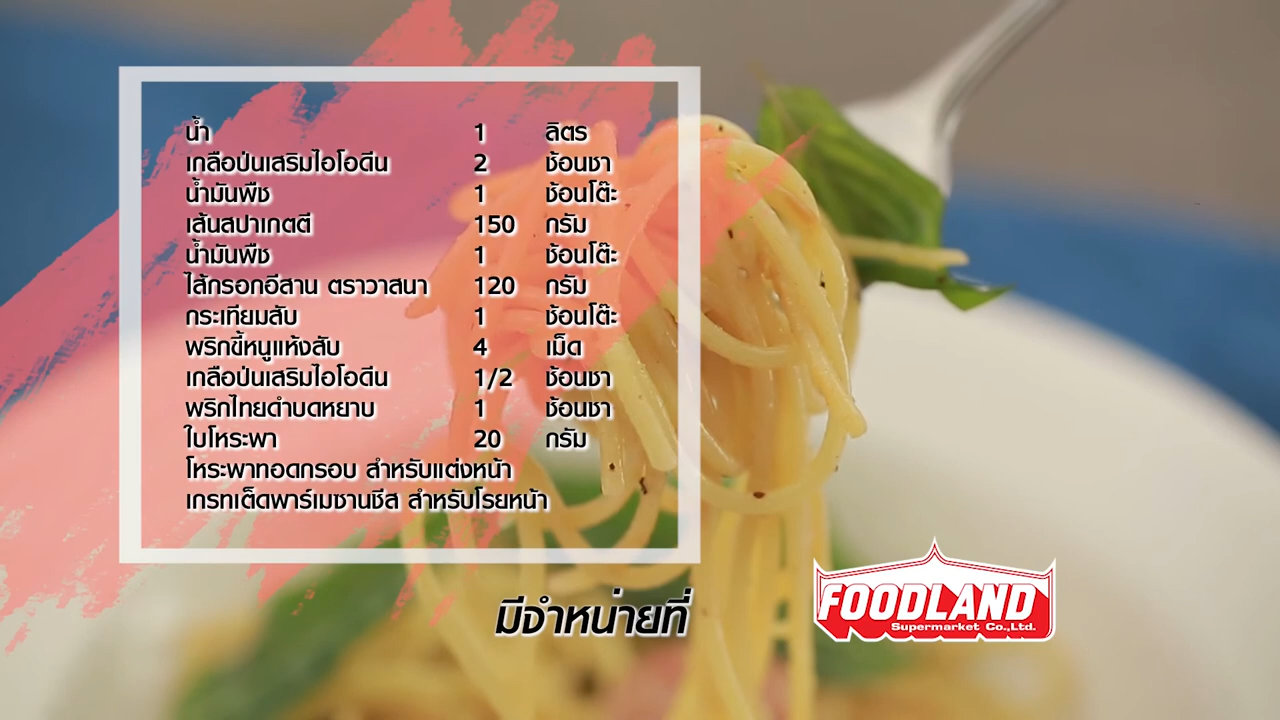 น้ำ 1 ลิตร
เกลือป่นเสริมไอโอดีน 2 ช้อนชา
น้ำมันพืช 1 ช้อนโต๊ะ
เส้นสปาเกตตี 150 กรัม
น้ำมันพืช 1 ช้อนโต๊ะ
ไส้กรอกอีสาน ตราวาสนา 120 กรัม
กระเทียมสับ 1 ช้อนโต๊ะ
พริกขี้หนูแห้งสับ 4 เม็ด
เกลือป่นเสริมไอโอดีน 1/2 ช้อนชา
พริกไทยดำบดหยาบ 1 ช้อนชา
ใบโหระพา 20 กรัม
โหระพาทอดกรอบ สำหรับแต่งหน้า
เกรทเด็ดพาร์เมซานชีส สำหรับโรยหน้า
มีจำหน่ายที่
FOODLAND
Supermarket Co.,Ltd.